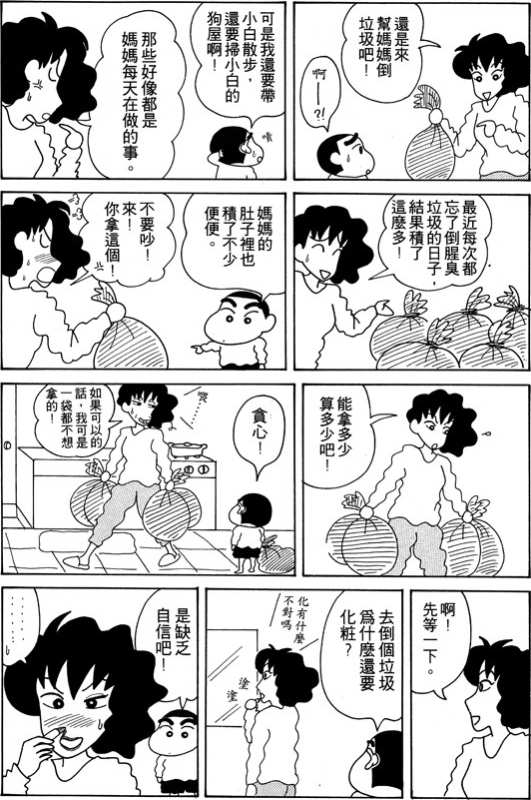 還是來
幫媽媽倒
垃圾吧！
啊——?!
可是我還要帶
小白散步，
還要掃小白的
狗屋啊！
嗐
那些好像都是
媽媽每天在做的事。
最近每次都
忘了倒腥臭
垃圾的日子，
結果積了
這麼多！
媽媽的
肚子裡也
積了不少
便便。
不要吵！
來！
你拿這個！
能拿多少
算多少吧！
貪心！
如果可以的
話，我可是
一袋都不想
拿的！
啊！
先等一下。
去倒個垃圾
為什麼還要
化粧？
化有什麼
不對嗎
塗
塗
是缺乏
自信吧！